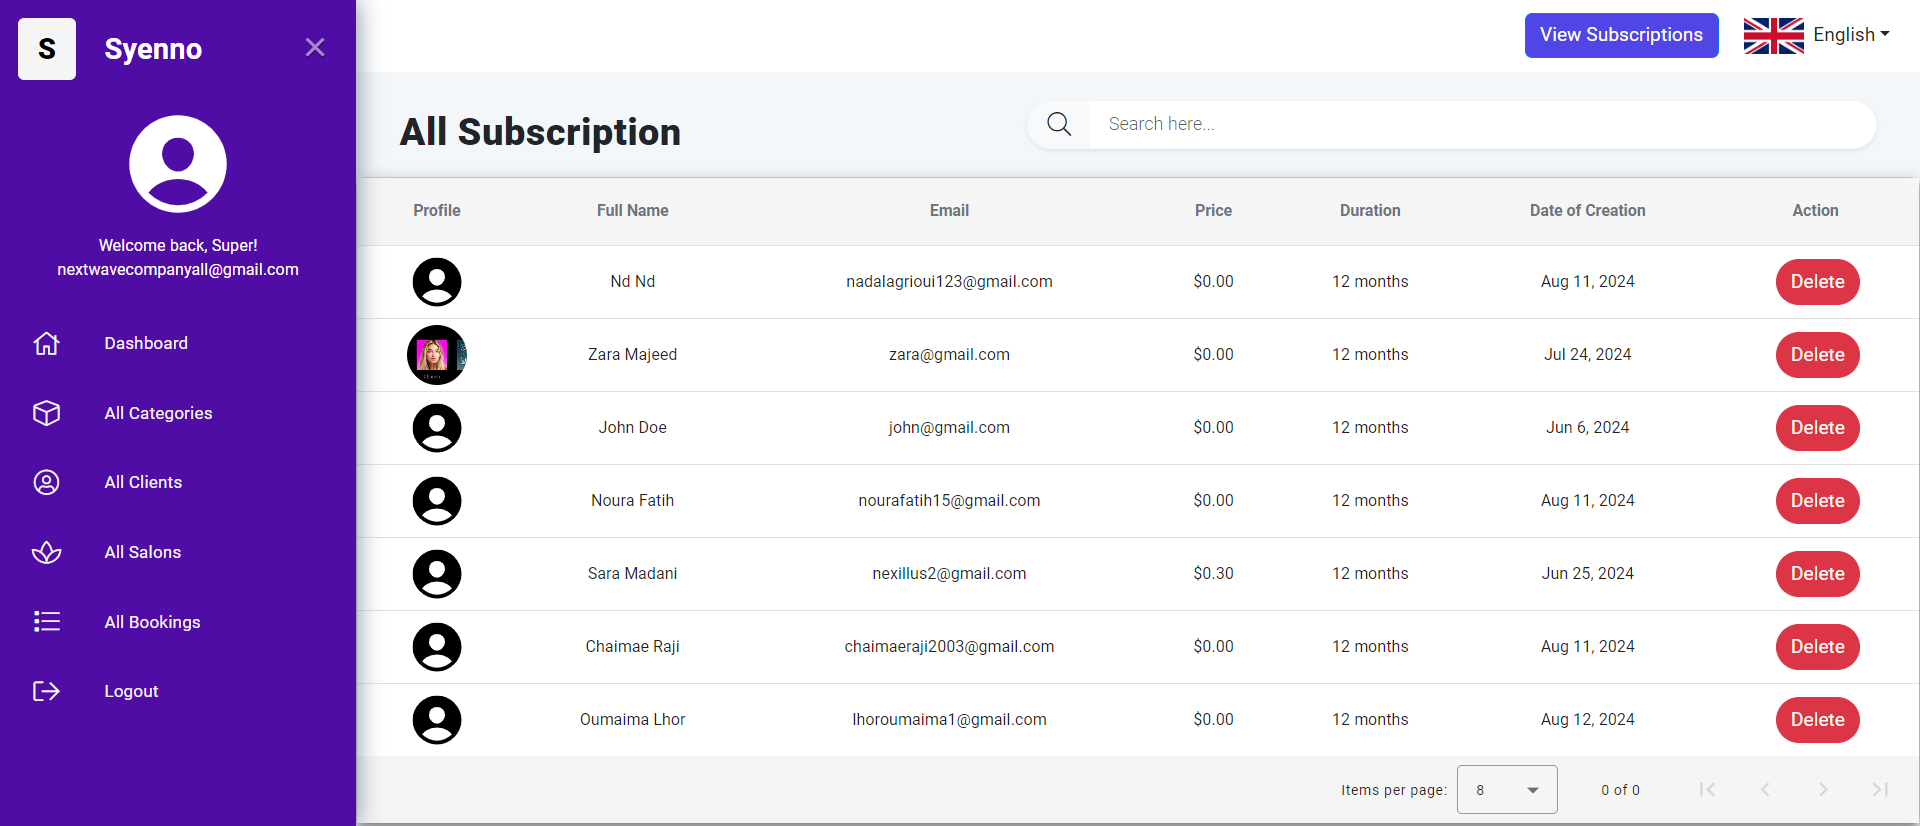 S
Syenno
Welcome back, Super!
nextwavecompanyall@gmail.com
Dashboard
All Categories
All Clients
All Salons
All Bookings
Logout
View Subscriptions
English
All Subscription
Search here...
Profile Full Name Email Price Duration Date of Creation Action
Nd Nd nadalagrioui123@gmail.com $0.00 12 months Aug 11, 2024 Delete
Zara Majeed zara@gmail.com $0.00 12 months Jul 24, 2024 Delete
John Doe john@gmail.com $0.00 12 months Jun 6, 2024 Delete
Noura Fatih nourafatih15@gmail.com $0.00 12 months Aug 11, 2024 Delete
Sara Madani nexillus2@gmail.com $0.30 12 months Jun 25, 2024 Delete
Chaimae Raji chaimaeraji2003@gmail.com $0.00 12 months Aug 11, 2024 Delete
Oumaima Lhor lhoroumaima1@gmail.com $0.00 12 months Aug 12, 2024 Delete
Items per page: 8 0 of 0